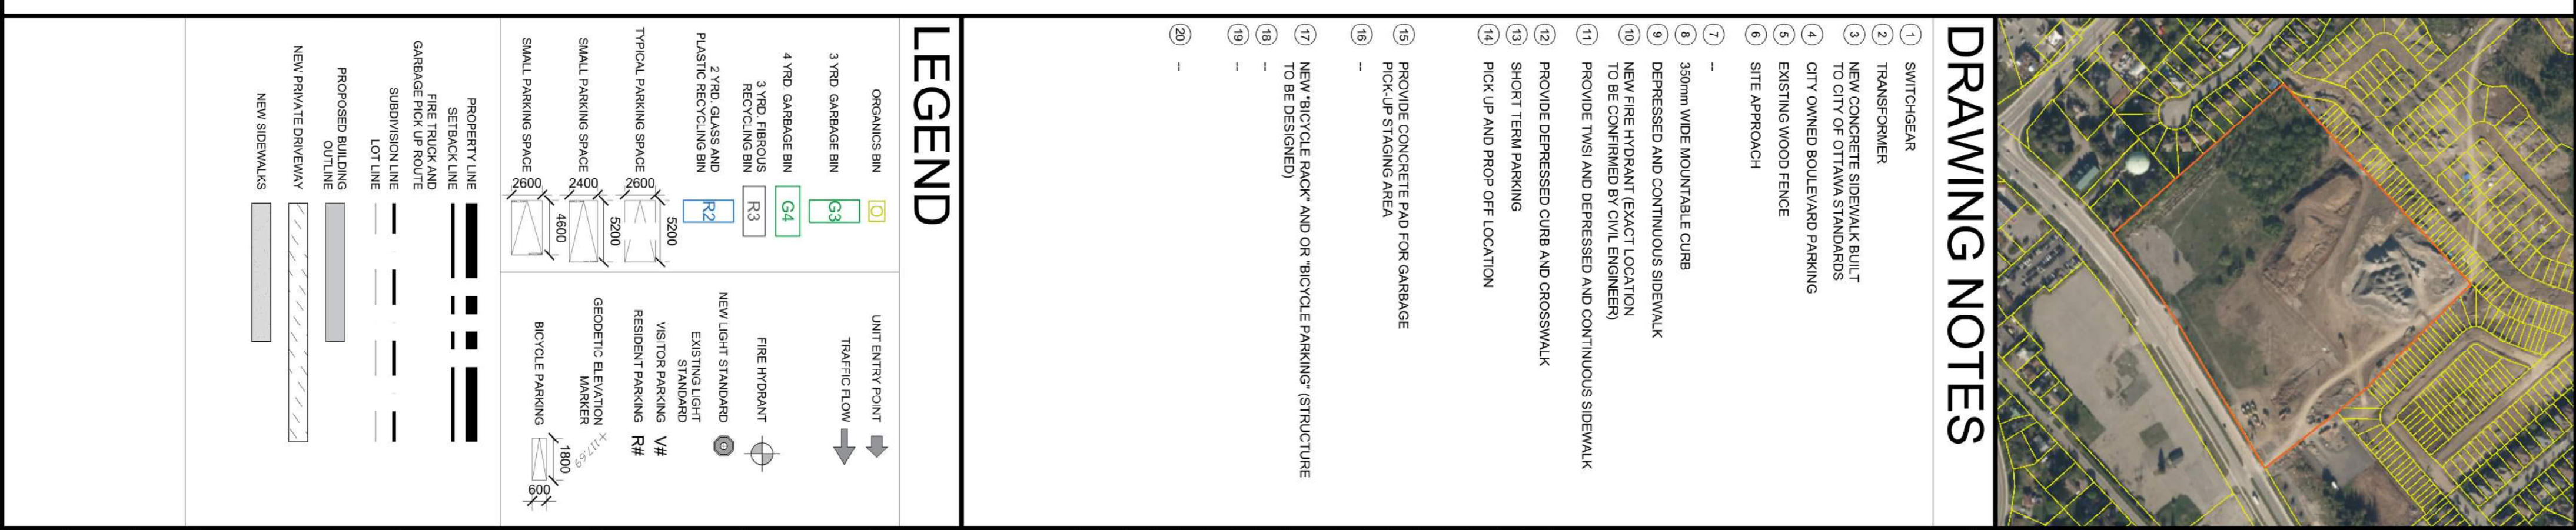 DRAWING NOTES
1 SWITCHGEAR
2 TRANSFORMER
3 NEW CONCRETE SIDEWALK BUILT
TO CITY OF OTTAWA STANDARDS
4 CITY OWNED BOULEVARD PARKING
5 EXISTING WOOD FENCE
6 SITE APPROACH
7 --
8 350mm WIDE MOUNTABLE CURB
9 DEPRESSED AND CONTINUOUS SIDEWALK
10 NEW FIRE HYDRANT (EXACT LOCATION
TO BE CONFIRMED BY CIVIL ENGINEER)
11 PROVIDE TWSI AND DEPRESSED AND CONTINUOUS SIDEWALK
12 PROVIDE DEPRESSED CURB AND CROSSWALK
13 SHORT TERM PARKING
14 PICK UP AND PROP OFF LOCATION
15 PROVIDE CONCRETE PAD FOR GARBAGE
PICK-UP STAGING AREA
16 --
17 NEW "BICYCLE RACK" AND OR "BICYCLE PARKING" (STRUCTURE
TO BE DESIGNED)
18 --
19 --
20 --
LEGEND
ORGANICS BIN O
3 YRD. GARBAGE BIN G3
4 YRD. GARBAGE BIN G4
3 YRD. FIBROUS
RECYCLING BIN R3
2 YRD. GLASS AND
PLASTIC RECYCLING BIN R2
TYPICAL PARKING SPACE 2600 5200
SMALL PARKING SPACE 2400 5200
SMALL PARKING SPACE 2600 4600
UNIT ENTRY POINT
TRAFFIC FLOW
FIRE HYDRANT
NEW LIGHT STANDARD
EXISTING LIGHT
STANDARD
VISITOR PARKING V#
RESIDENT PARKING R#
GEODETIC ELEVATION
MARKER +117.69
BICYCLE PARKING 1800 600
PROPERTY LINE
SETBACK LINE
FIRE TRUCK AND
GARBAGE PICK UP ROUTE
SUBDIVISION LINE
LOT LINE
PROPOSED BUILDING
OUTLINE
NEW PRIVATE DRIVEWAY
NEW SIDEWALKS